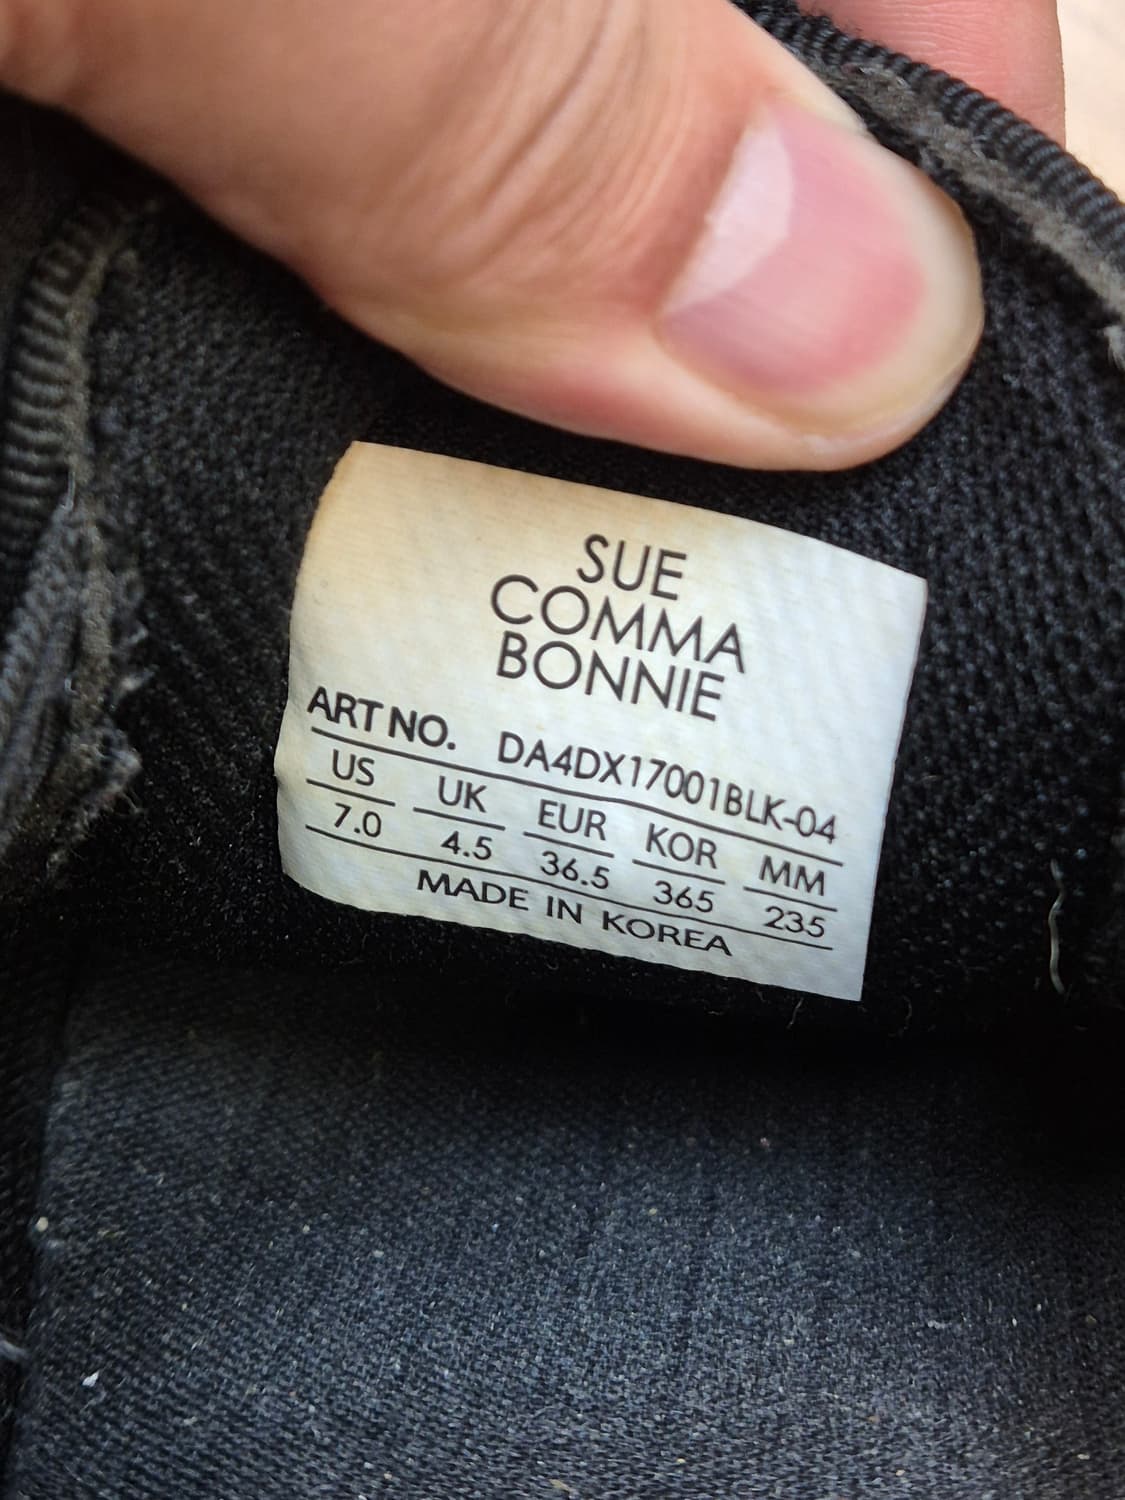 SUE
COMMA
BONNIE
ART NO. DA4DX17001BLK-04
US UK EUR KOR MM
7.0 4.5 36.5 365 235
MADE IN KOREA